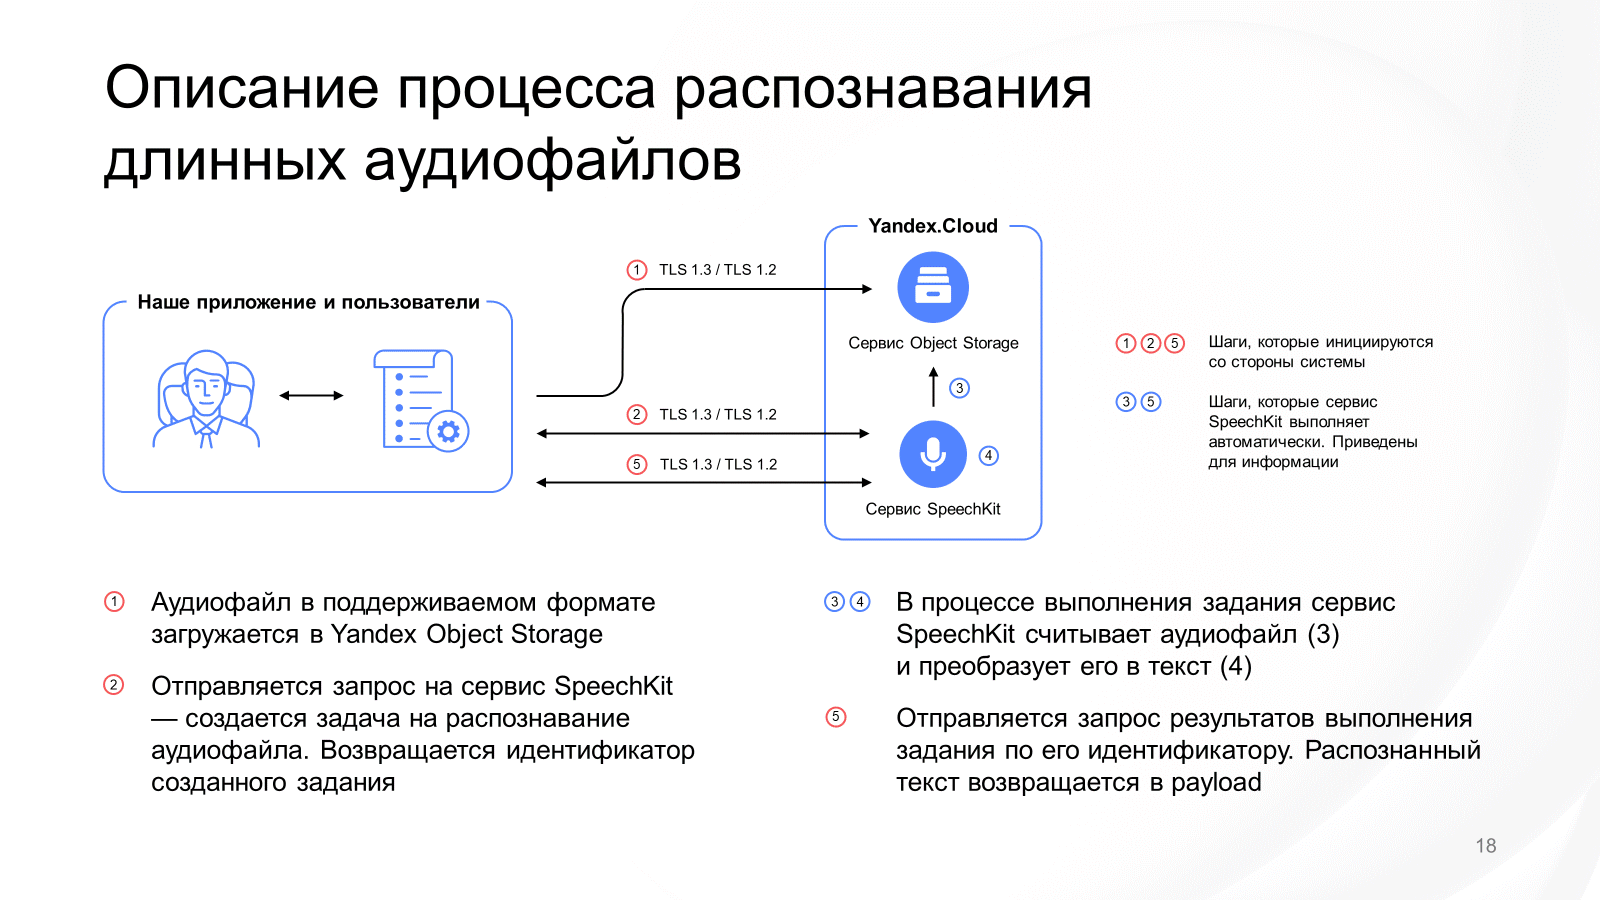 Описание процесса распознавания
длинных аудиофайлов
Yandex.Cloud
1 TLS 1.3 / TLS 1.2
Наше приложение и пользователи
Сервис Object Storage
3
2 TLS 1.3 / TLS 1.2
4
5 TLS 1.3 / TLS 1.2
Сервис SpeechKit
1 2 5 Шаги, которые инициируются
со стороны системы
3 5 Шаги, которые сервис
SpeechKit выполняет
автоматически. Приведены
для информации
1 Аудиофайл в поддерживаемом формате
загружается в Yandex Object Storage
2 Отправляется запрос на сервис SpeechKit
— создается задача на распознавание
аудиофайла. Возвращается идентификатор
созданного задания
3 4 В процессе выполнения задания сервис
SpeechKit считывает аудиофайл (3)
и преобразует его в текст (4)
5 Отправляется запрос результатов выполнения
задания по его идентификатору. Распознанный
текст возвращается в payload
18